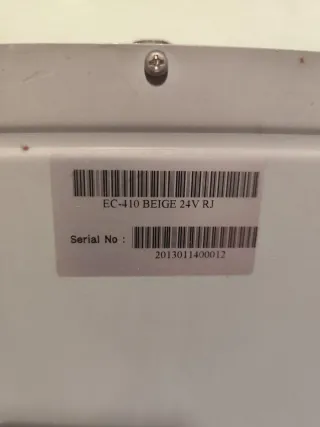 EC-410 BEIGE 24V RJ
Serial No :
2013011400012